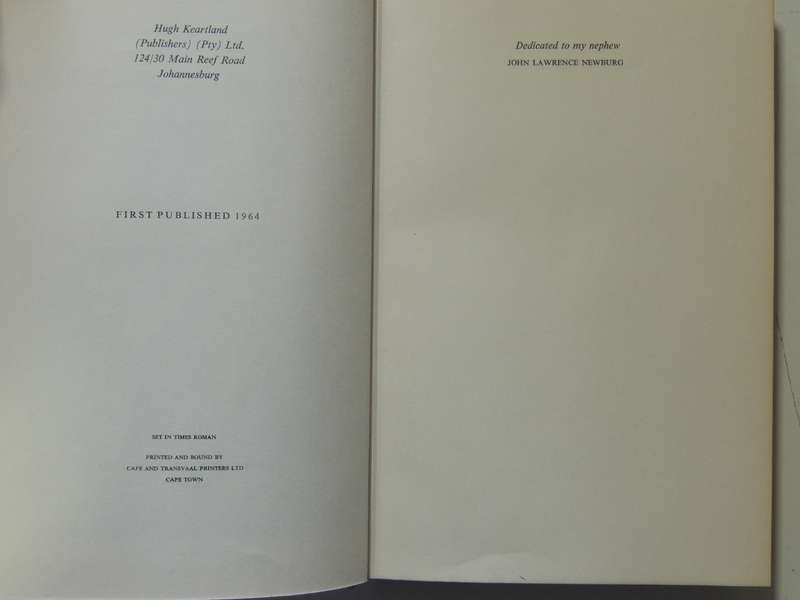 Hugh Keartland
(Publishers) (Pty) Ltd.
124/30 Main Reef Road
Johannesburg
FIRST PUBLISHED 1964
SET IN TIMES ROMAN
PRINTED AND BOUND BY
CAPE AND TRANSVAAL PRINTERS LTD
CAPE TOWN
Dedicated to my nephew
JOHN LAWRENCE NEWBURG